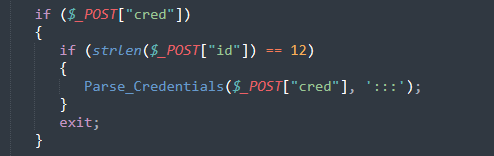 if ($_POST["cred"])
{
if (strlen($_POST["id"]) == 12)
{
Parse_Credentials($_POST["cred"], ':::');
}
exit;
}